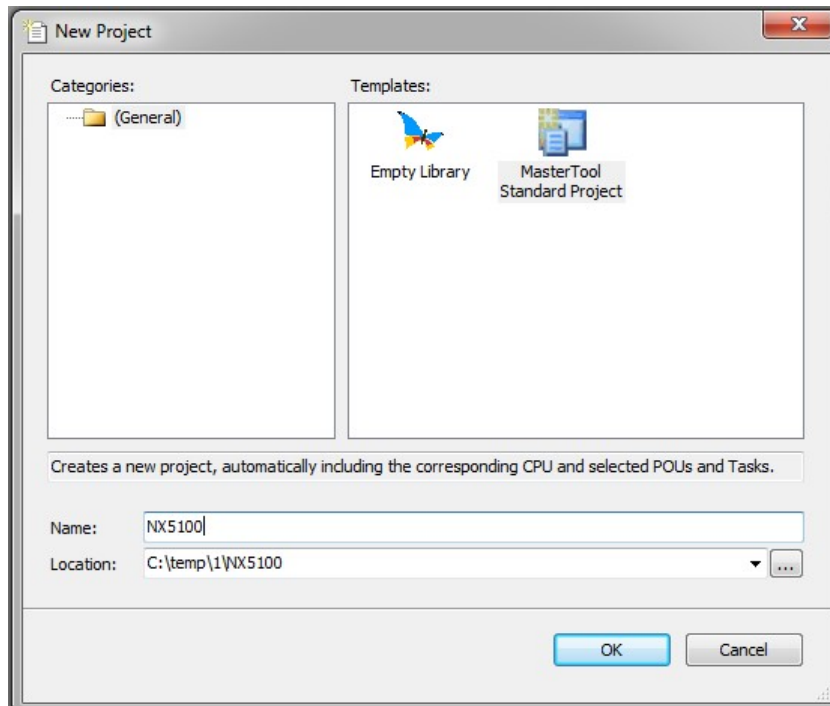 New Project
Categories:
Templates:
(General)
Empty Library
MasterTool
Standard Project
Creates a new project, automatically including the corresponding CPU and selected POUs and Tasks.
Name:
NX5100
Location:
C:\temp\1\NX5100
...
OK
Cancel